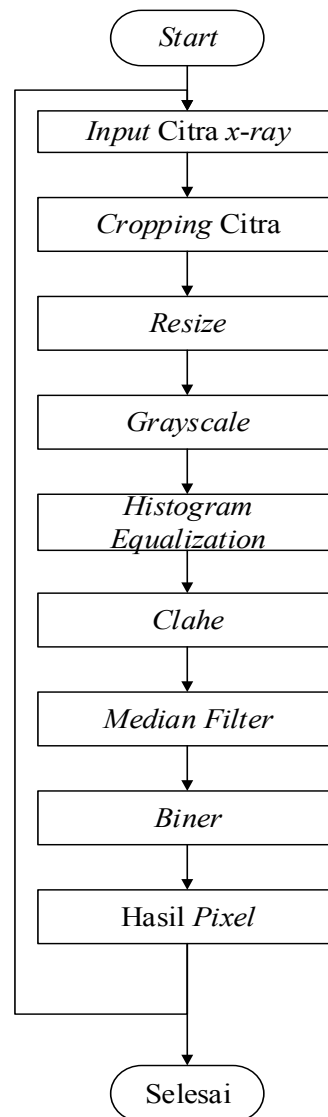 Start
Input Citra x-ray
Cropping Citra
Resize
Grayscale
Histogram
Equalization
Clahe
Median Filter
Biner
Hasil Pixel
Selesai